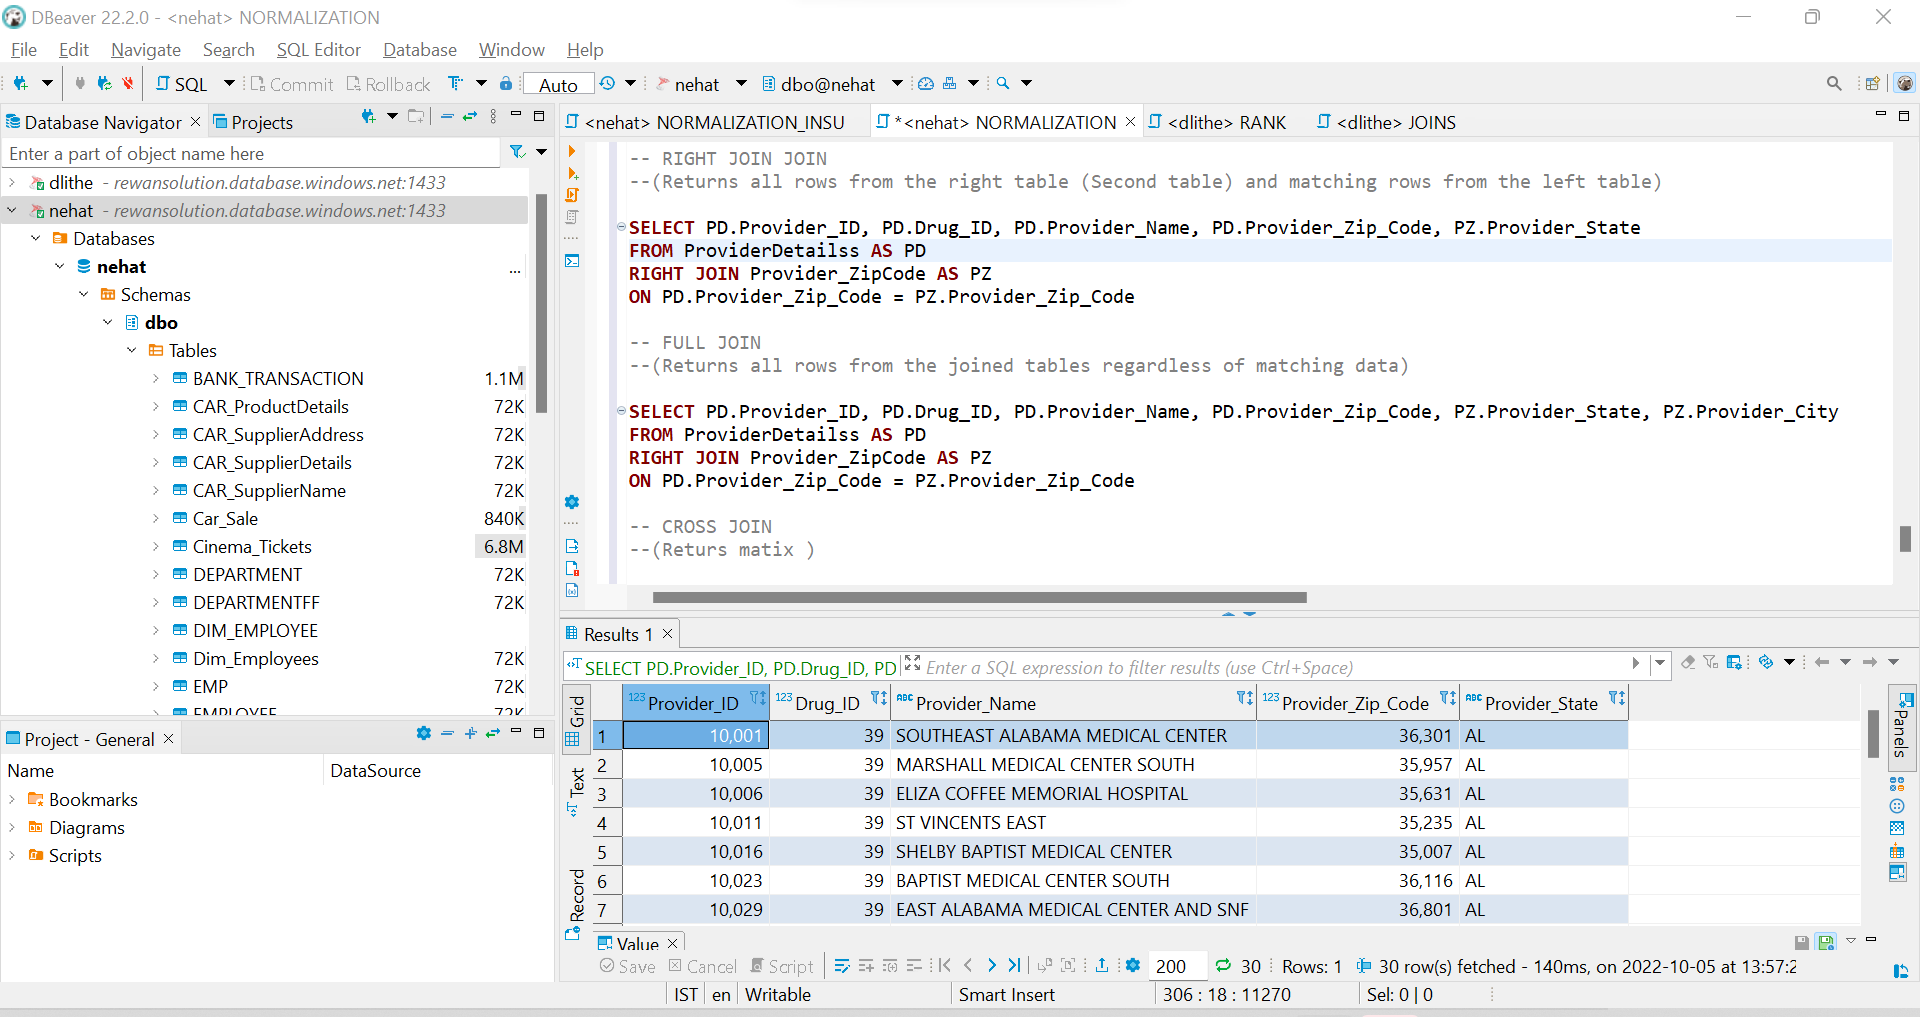 DBeaver 22.2.0 - <nehat> NORMALIZATION
File Edit Navigate Search SQL Editor Database Window Help
SQL Commit Rollback Auto nehat dbo@nehat
Database Navigator Projects
Enter a part of object name here
dlithe - rewansolution.database.windows.net:1433
nehat - rewansolution.database.windows.net:1433
Databases
nehat ...
Schemas
dbo
Tables
BANK_TRANSACTION 1.1M
CAR_ProductDetails 72K
CAR_SupplierAddress 72K
CAR_SupplierDetails 72K
CAR_SupplierName 72K
Car_Sale 840K
Cinema_Tickets 6.8M
DEPARTMENT 72K
DEPARTMENTFF 72K
DIM_EMPLOYEE
Dim_Employees 72K
EMP 72K
EMPLOYEE 72K
Project - General
Name DataSource
Bookmarks
Diagrams
Scripts
<nehat> NORMALIZATION_INSU *<nehat> NORMALIZATION <dlithe> RANK <dlithe> JOINS
-- RIGHT JOIN JOIN
--(Returns all rows from the right table (Second table) and matching rows from the left table)
SELECT PD.Provider_ID, PD.Drug_ID, PD.Provider_Name, PD.Provider_Zip_Code, PZ.Provider_State
FROM ProviderDetailss AS PD
RIGHT JOIN Provider_ZipCode AS PZ
ON PD.Provider_Zip_Code = PZ.Provider_Zip_Code
-- FULL JOIN
--(Returns all rows from the joined tables regardless of matching data)
SELECT PD.Provider_ID, PD.Drug_ID, PD.Provider_Name, PD.Provider_Zip_Code, PZ.Provider_State, PZ.Provider_City
FROM ProviderDetailss AS PD
RIGHT JOIN Provider_ZipCode AS PZ
ON PD.Provider_Zip_Code = PZ.Provider_Zip_Code
-- CROSS JOIN
--(Returs matix )
Results 1
SELECT PD.Provider_ID, PD.Drug_ID, PD Enter a SQL expression to filter results (use Ctrl+Space)
Grid
Text
Record
Panels
123 Provider_ID 123 Drug_ID ABC Provider_Name 123 Provider_Zip_Code ABC Provider_State
1 10,001 39 SOUTHEAST ALABAMA MEDICAL CENTER 36,301 AL
2 10,005 39 MARSHALL MEDICAL CENTER SOUTH 35,957 AL
3 10,006 39 ELIZA COFFEE MEMORIAL HOSPITAL 35,631 AL
4 10,011 39 ST VINCENTS EAST 35,235 AL
5 10,016 39 SHELBY BAPTIST MEDICAL CENTER 35,007 AL
6 10,023 39 BAPTIST MEDICAL CENTER SOUTH 36,116 AL
7 10,029 39 EAST ALABAMA MEDICAL CENTER AND SNF 36,801 AL
Value
Save Cancel Script 200 30 Rows: 1 30 row(s) fetched - 140ms, on 2022-10-05 at 13:57:2
IST en Writable Smart Insert 306 : 18 : 11270 Sel: 0 | 0